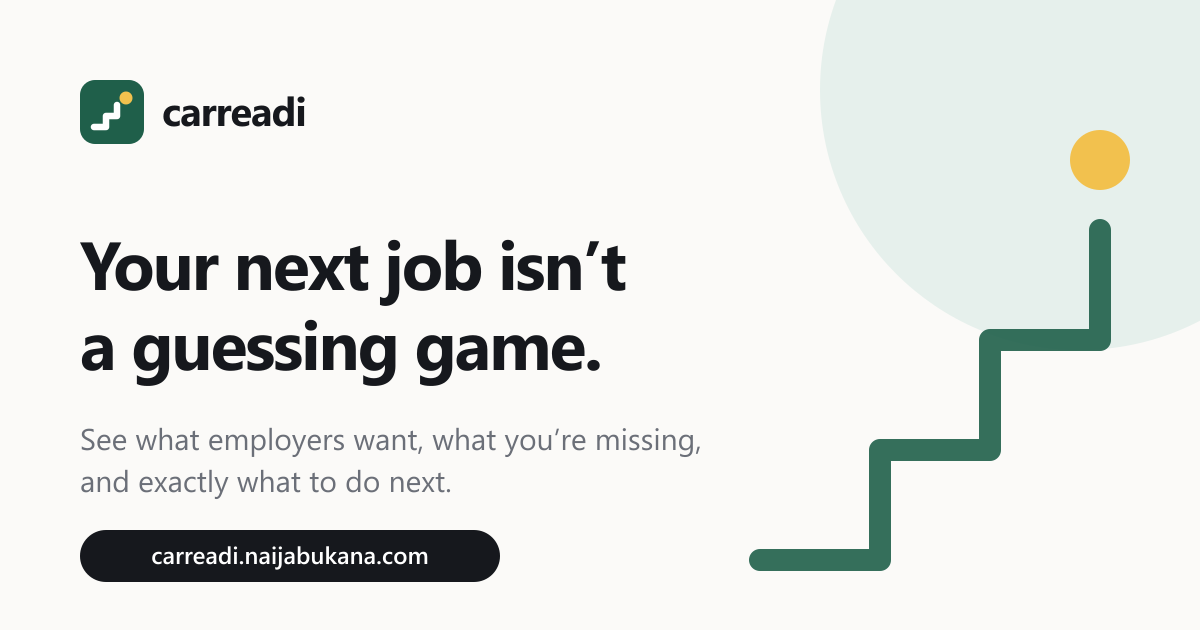 carreadi
Your next job isn’t
a guessing game.
See what employers want, what you’re missing,
and exactly what to do next.
carreadi.naijabukana.com